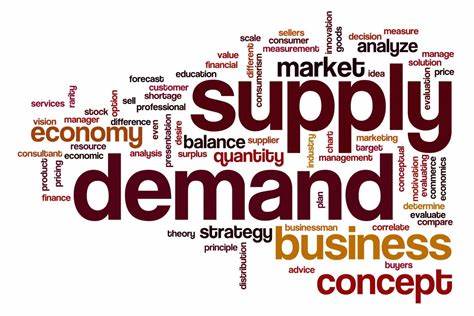 scale
sellers
consumer
measurement
innovation
goods
decision
measure
analyze
value
financial
different
consumerism
market
idea
manage
solution
price
evaluation
forecast
education
customer
shortage
professional
services
rarity
stock
option
sell
supply
vision
manager
difference
even
presentation
desire
balance
supplier
industry
chart
marketing
target
conceptual
motivation
evaluating
commerce
economics
economy
resource
economic
consultant
analysis
surplus
quantity
management
product
pricing
finance
demand
plan
determine
evaluate
compare
theory
strategy
businessman
correlate
principle
distribution
business
advice
buyers
concept